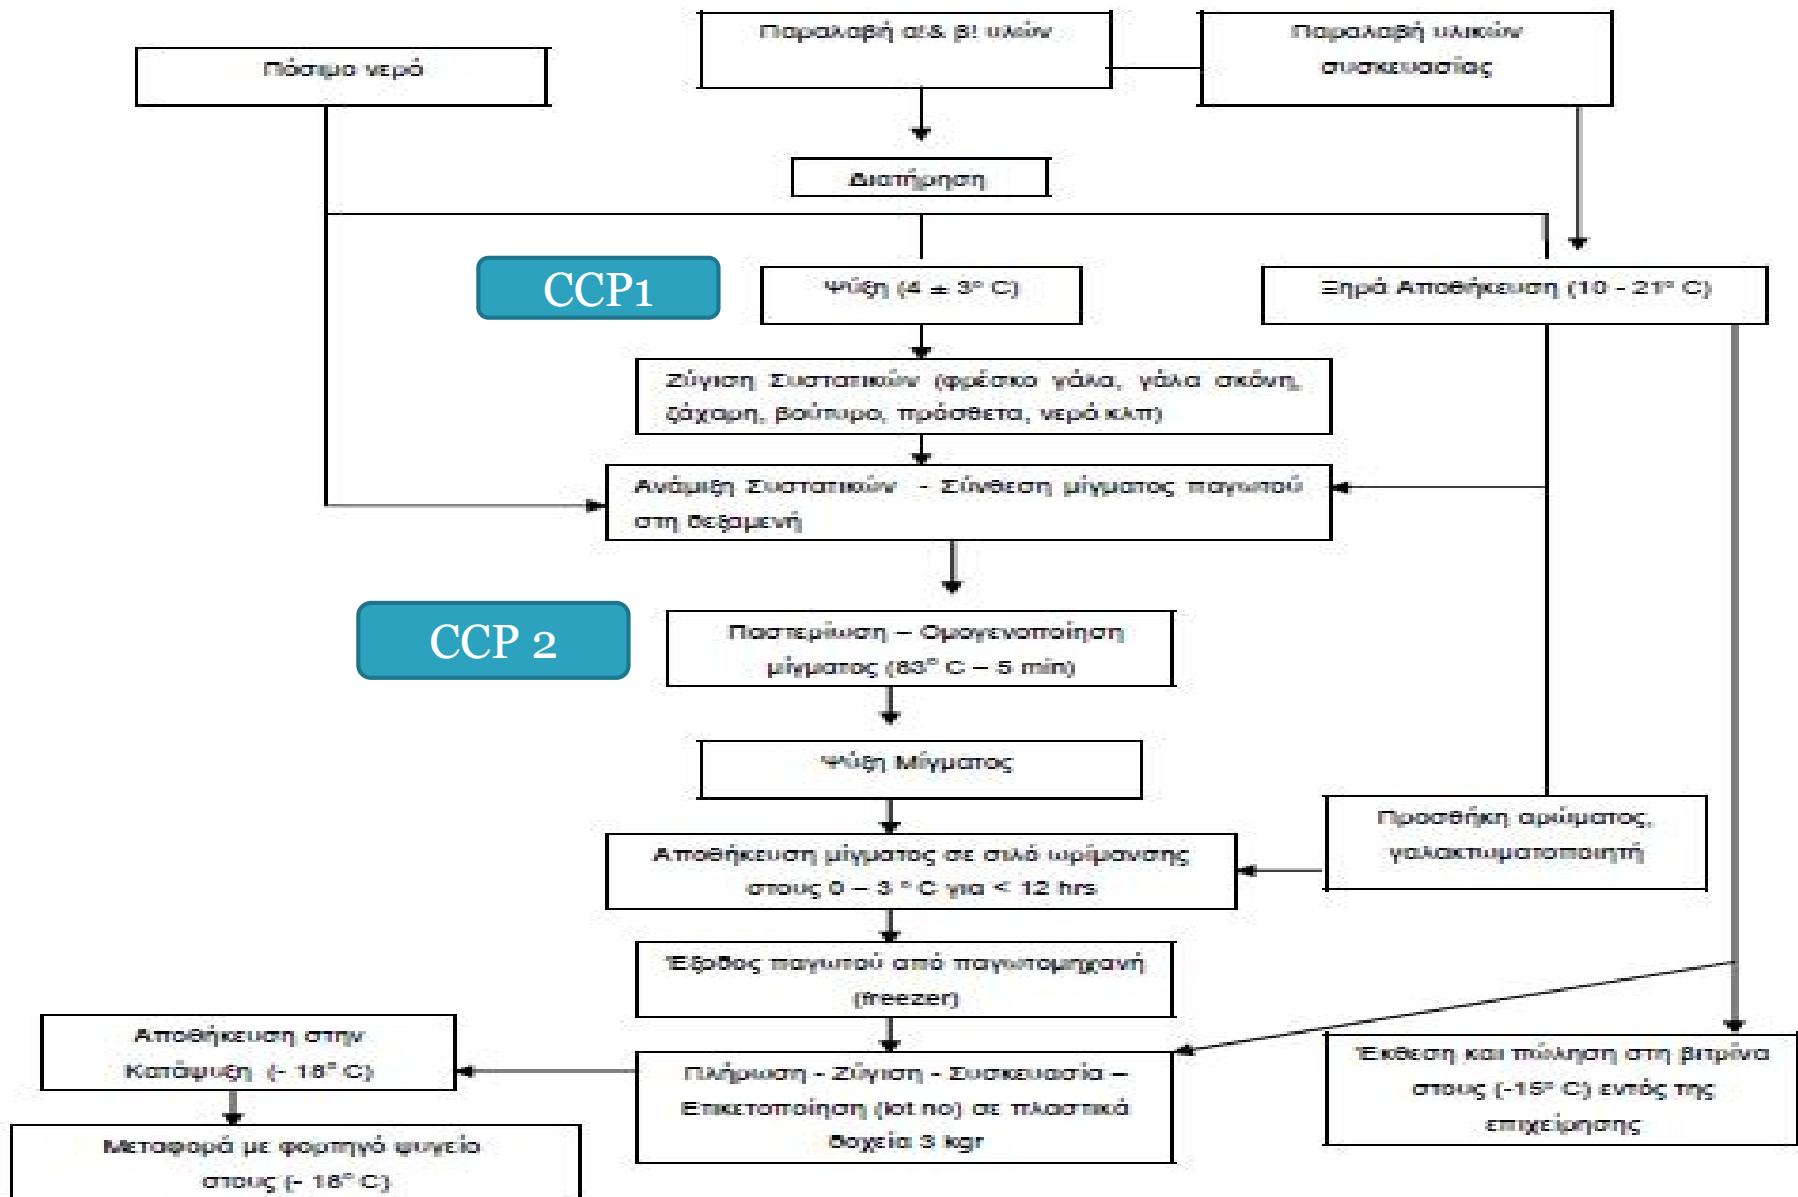 Παραλαβή α!& β! υλών
Παραλαβή υλικών
συσκευασίας
Πόσιμο νερό
Διατήρηση
CCP1
Ψύξη (4 ± 3° C)
Ξηρά Αποθήκευση (10 - 21° C)
Ζύγιση Συστατικών (φρέσκο γάλα, γάλα σκόνη,
ζάχαρη, βούτυρο, πρόσθετα, νερό κλπ)
Ανάμιξη Συστατικών - Σύνθεση μίγματος παγωτού
στη δεξαμενή
CCP 2
Παστερίωση – Ομογενοποίηση
μίγματος (83° C – 5 min)
Ψύξη Μίγματος
Προσθήκη αρώματος,
γαλακτωματοποιητή
Αποθήκευση μίγματος σε σιλό ωρίμανσης
στους 0 – 3 ° C για < 12 hrs
Έξοδος παγωτού από παγωτομηχανή
(freezer)
Αποθήκευση στην
Κατάψυξη (- 18° C)
Πλήρωση - Ζύγιση - Συσκευασία –
Ετικετοποίηση (lot no) σε πλαστικά
δοχεία 3 kgr
Έκθεση και πώληση στη βιτρίνα
στους (-15° C) εντός της
επιχείρησης
Μεταφορά με φορτηγό ψυγείο
στους (- 18° C)